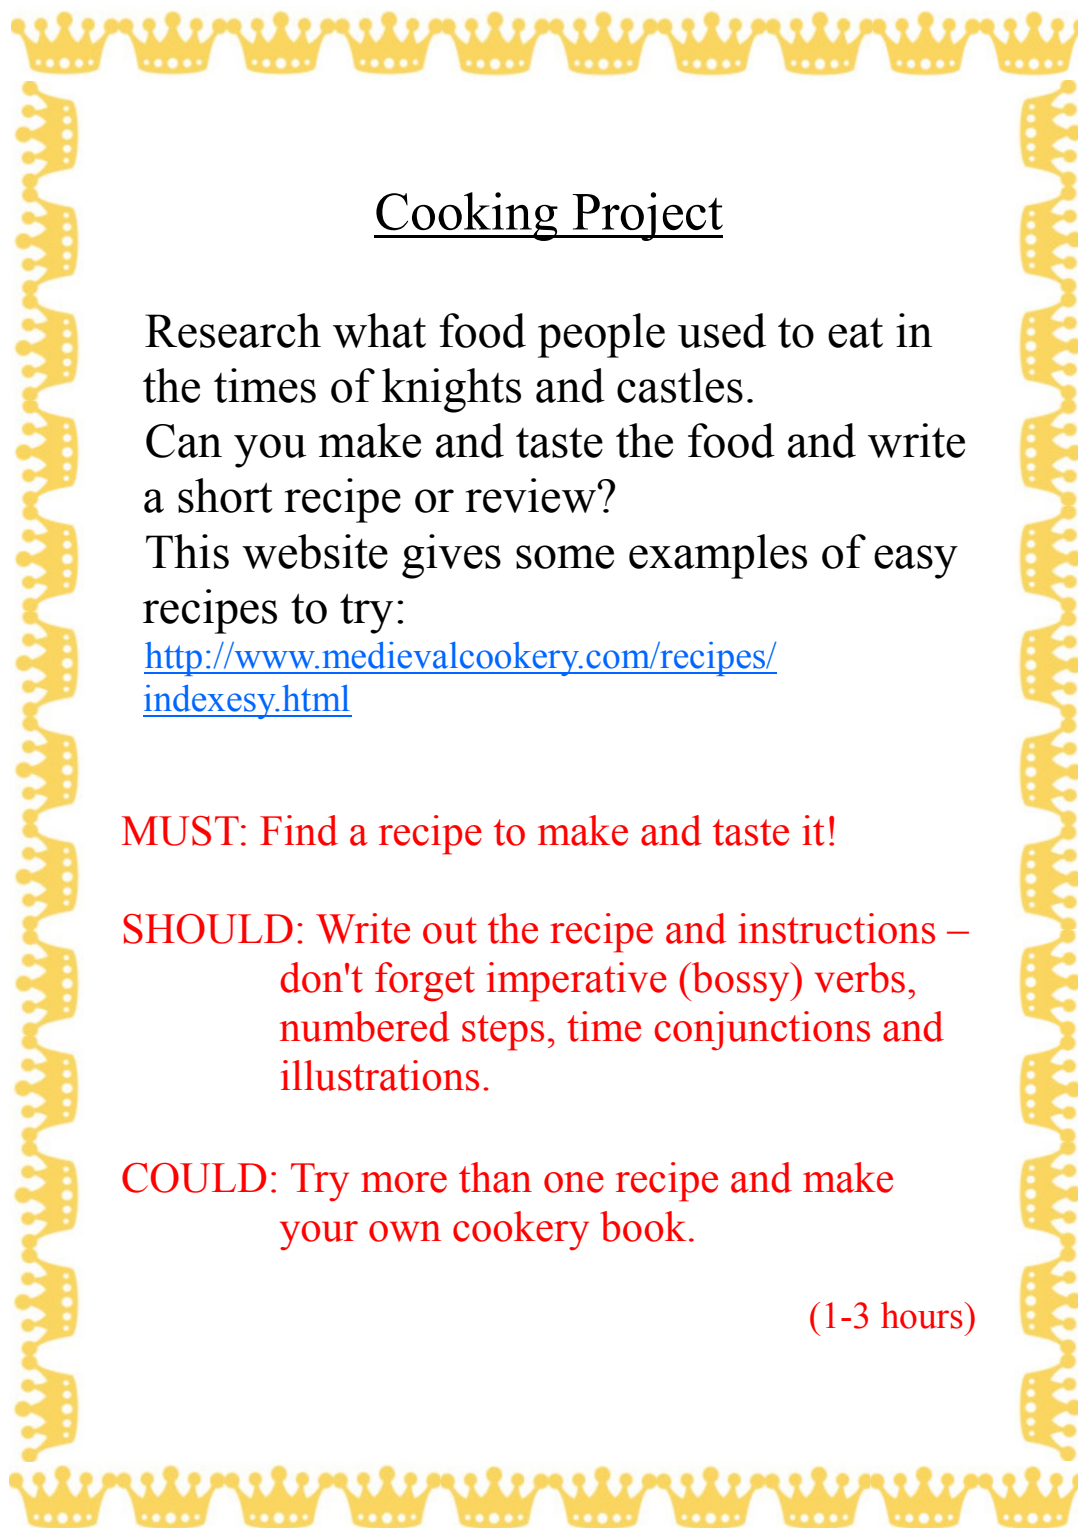 Cooking Project
Research what food people used to eat in
the times of knights and castles.
Can you make and taste the food and write
a short recipe or review?
This website gives some examples of easy
recipes to try:
http://www.medievalcookery.com/recipes/
indexesy.html
MUST: Find a recipe to make and taste it!
SHOULD: Write out the recipe and instructions –
don't forget imperative (bossy) verbs,
numbered steps, time conjunctions and
illustrations.
COULD: Try more than one recipe and make
your own cookery book.
(1-3 hours)